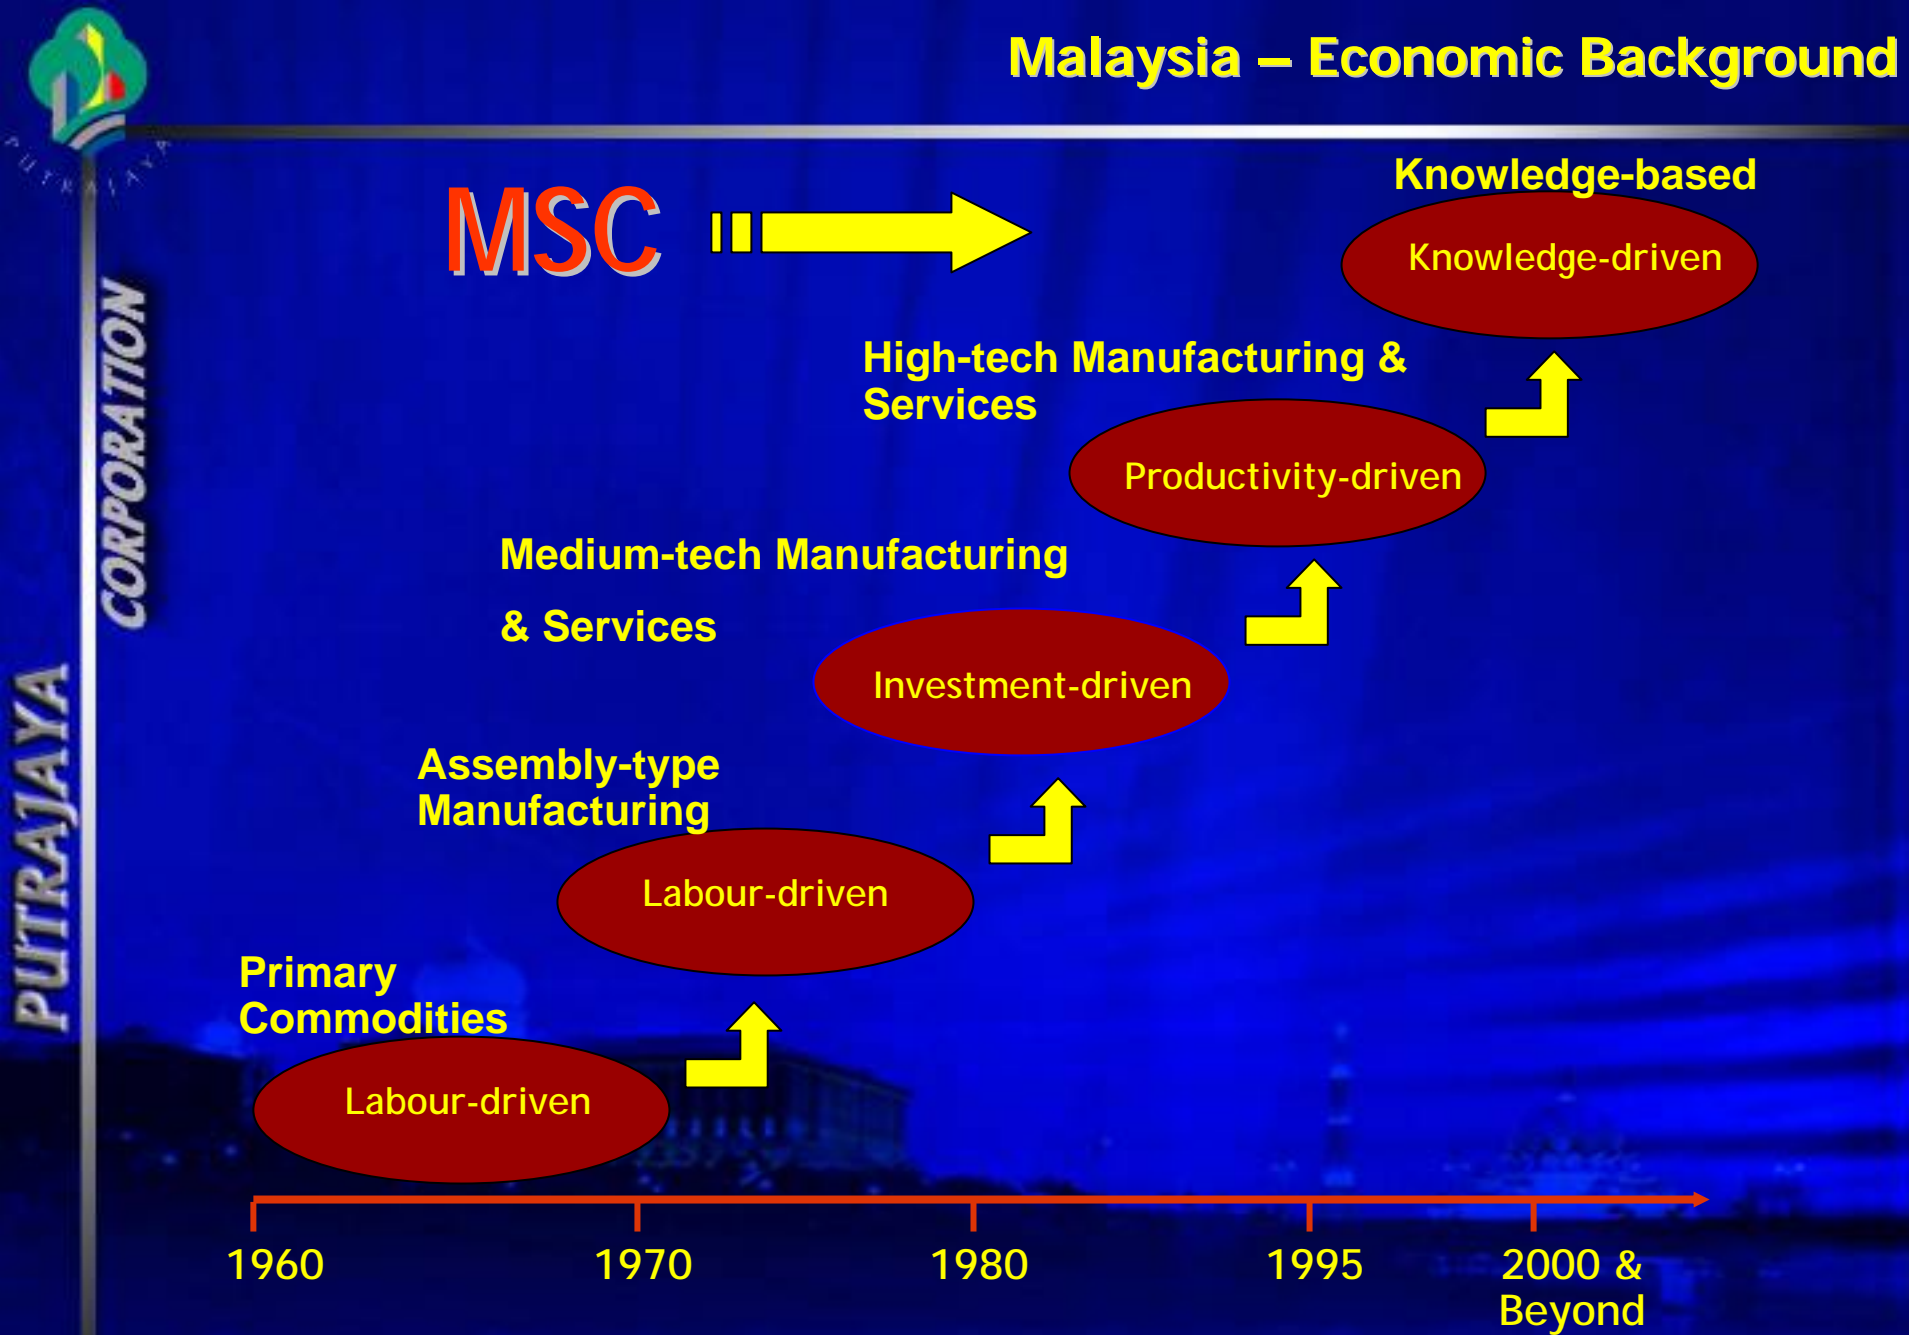 Malaysia – Economic Background
PUTRAJAYA
PUTRAJAYA
CORPORATION
MSC
Knowledge-based
Knowledge-driven
High-tech Manufacturing &
Services
Productivity-driven
Medium-tech Manufacturing
& Services
Investment-driven
Assembly-type
Manufacturing
Labour-driven
Primary
Commodities
Labour-driven
1960
1970
1980
1995
2000 &
Beyond